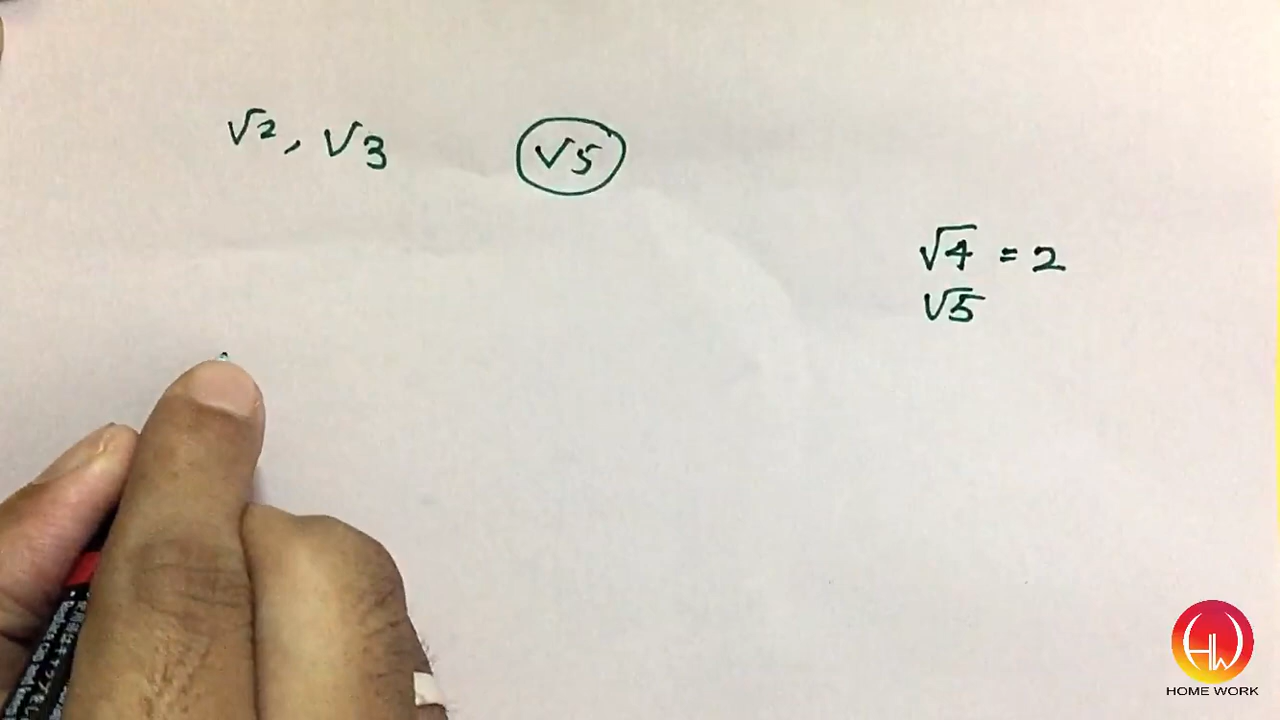 √2, √3 √5
√4 = 2
√5
HOME WORK